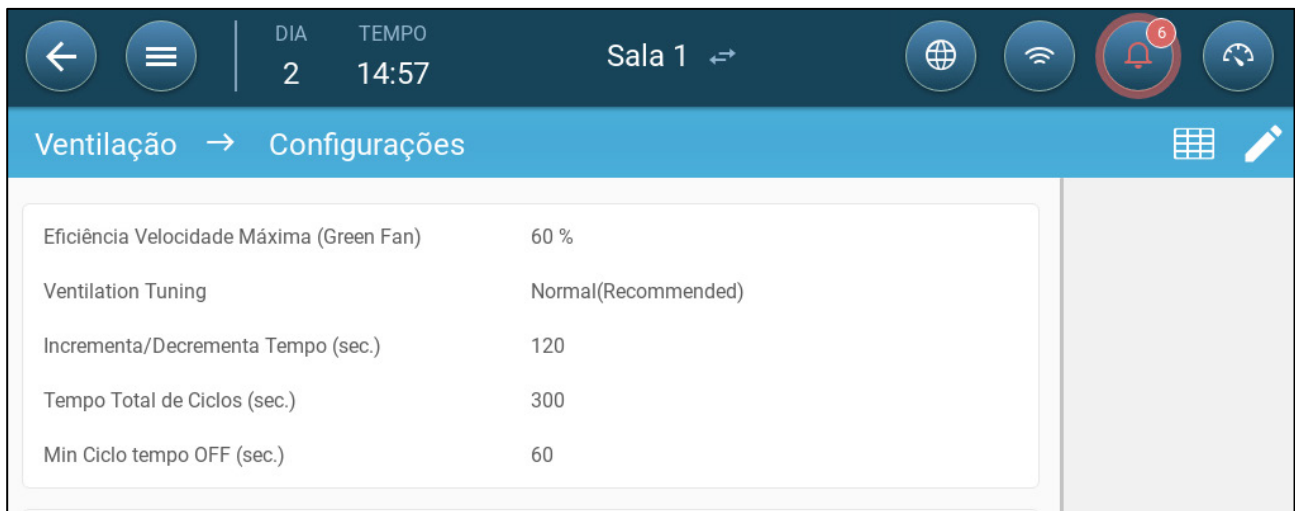 DIA TEMPO
2 14:57 Sala 1 6
Ventilação → Configurações
Eficiência Velocidade Máxima (Green Fan) 60 %
Ventilation Tuning Normal(Recommended)
Incrementa/Decrementa Tempo (sec.) 120
Tempo Total de Ciclos (sec.) 300
Min Ciclo tempo OFF (sec.) 60